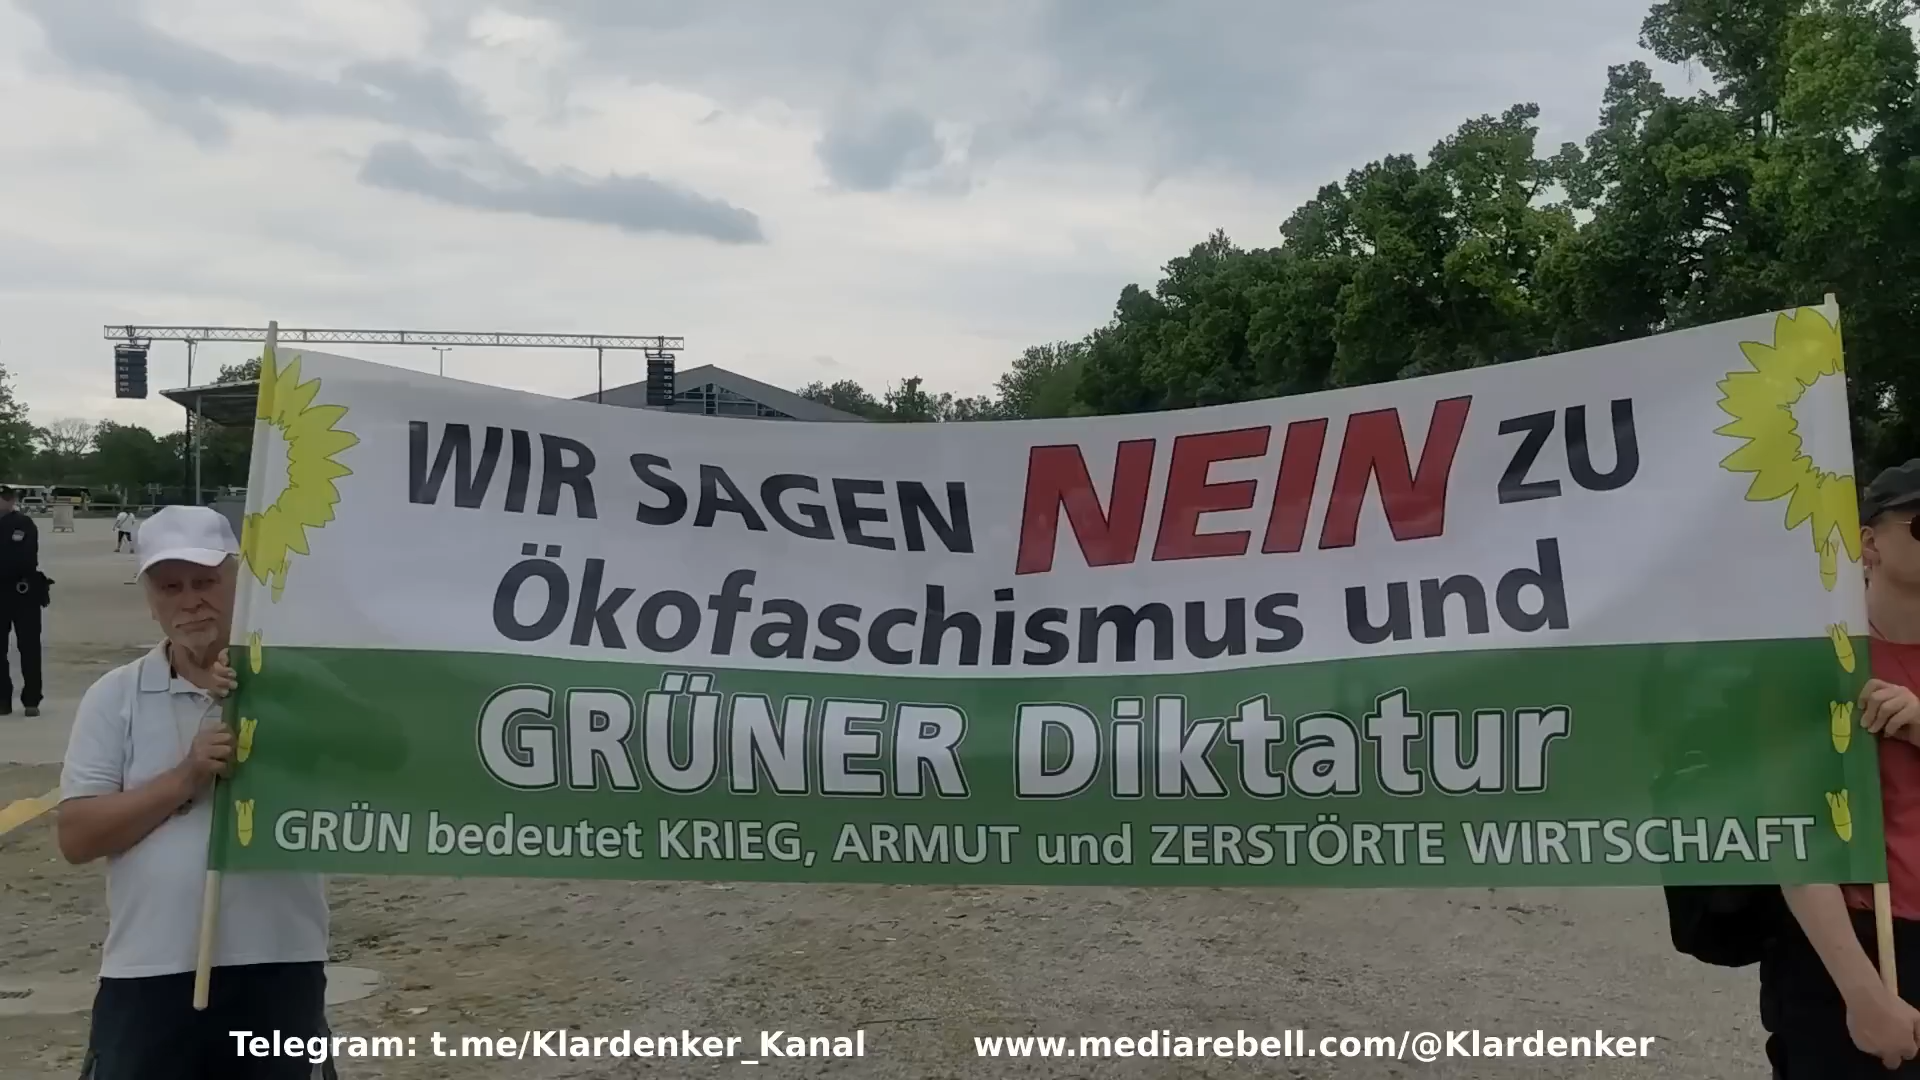 WIR SAGEN NEIN ZU
Ökofaschismus und
GRÜNER Diktatur
GRÜN bedeutet KRIEG, ARMUT und ZERSTÖRTE WIRTSCHAFT
Telegram: t.me/Klardenker_Kanal www.mediarebell.com/@Klardenker